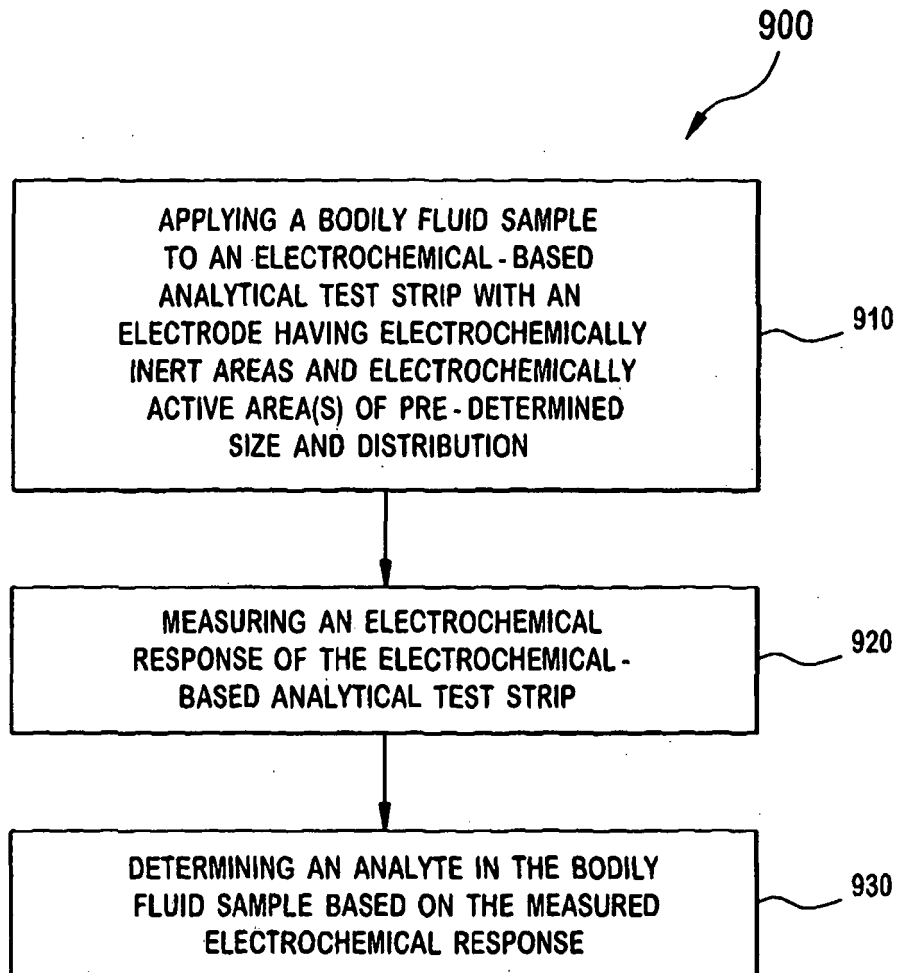 900
APPLYING A BODILY FLUID SAMPLE
TO AN ELECTROCHEMICAL-BASED
ANALYTICAL TEST STRIP WITH AN
ELECTRODE HAVING ELECTROCHEMICALLY
INERT AREAS AND ELECTROCHEMICALLY
ACTIVE AREA(S) OF PRE-DETERMINED
SIZE AND DISTRIBUTION
910
MEASURING AN ELECTROCHEMICAL
RESPONSE OF THE ELECTROCHEMICAL-
BASED ANALYTICAL TEST STRIP
920
DETERMINING AN ANALYTE IN THE BODILY
FLUID SAMPLE BASED ON THE MEASURED
ELECTROCHEMICAL RESPONSE
930